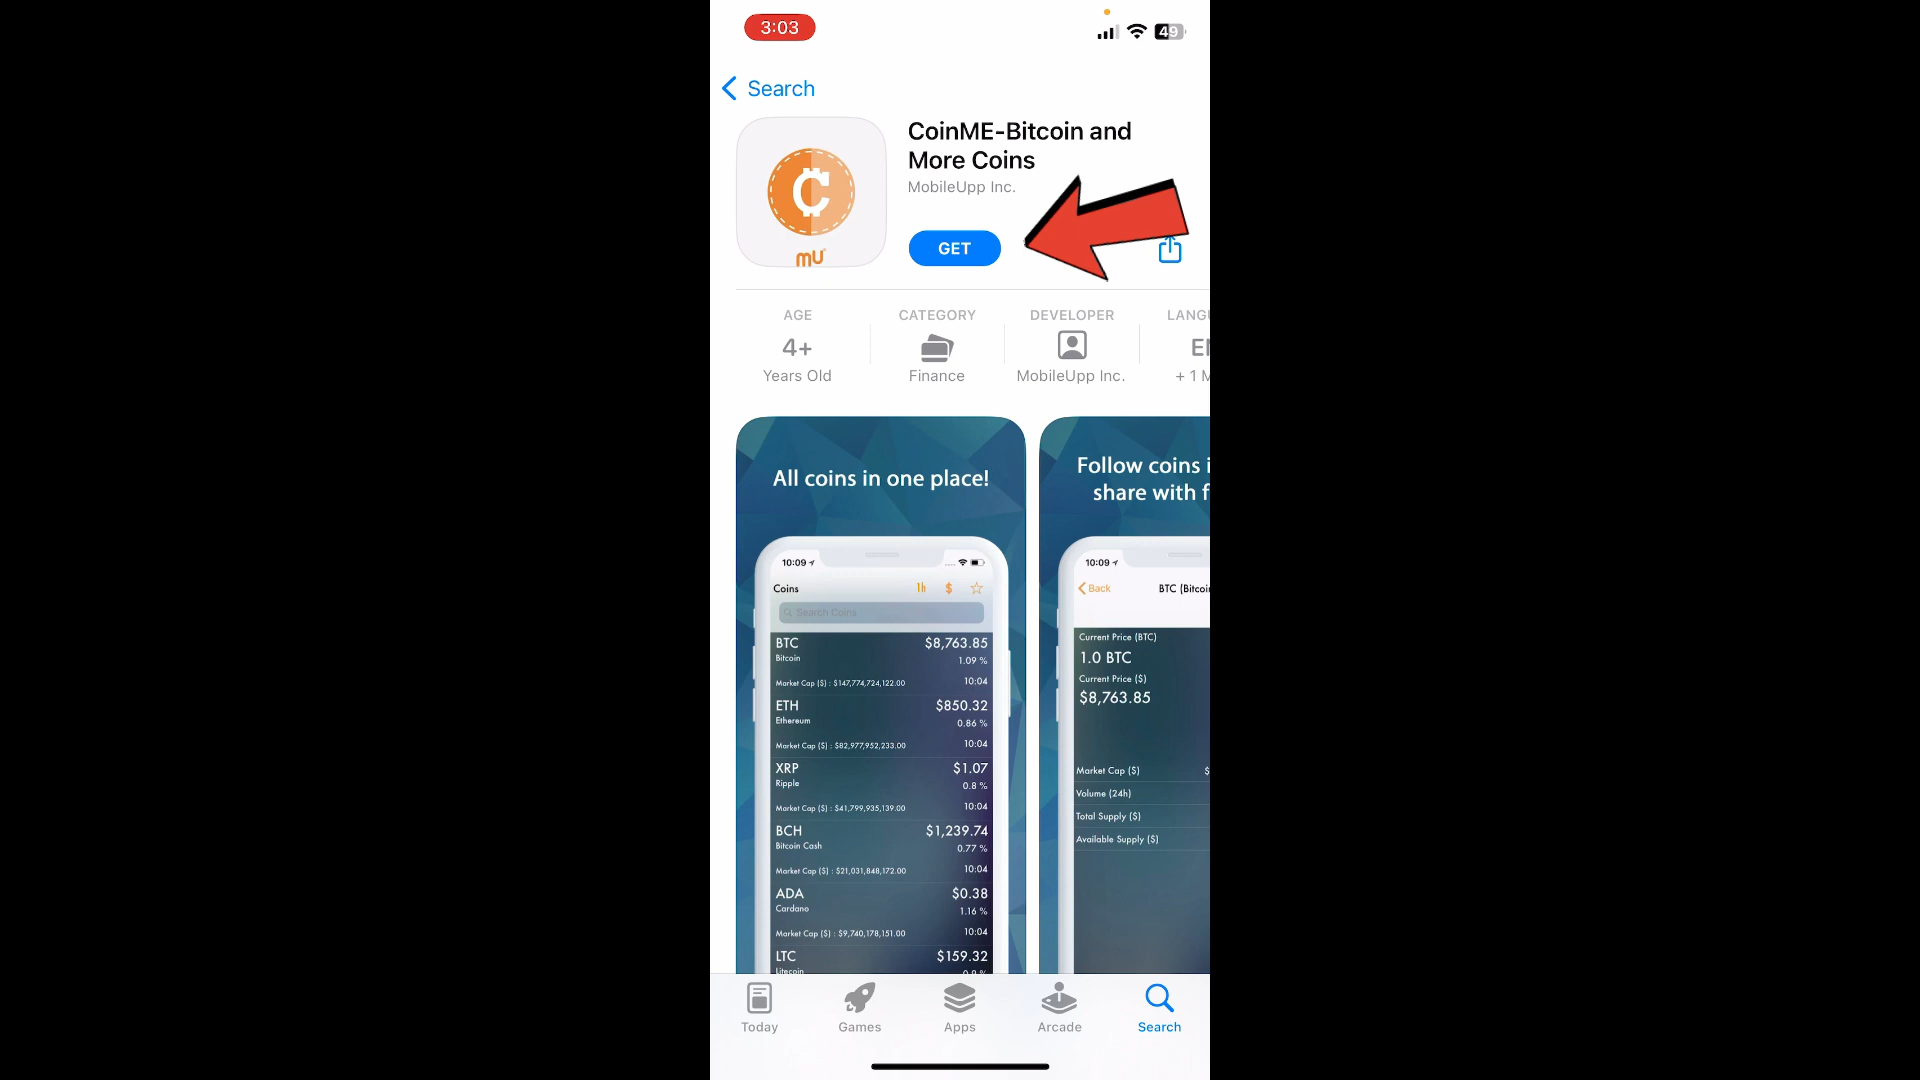 3:03
49
Search
CoinME-Bitcoin and
More Coins
MobileUpp Inc.
GET
mU
AGE
CATEGORY
DEVELOPER
4+
Years Old
Finance
MobileUpp Inc.
+ 1
All coins in one place!
10:09
Coins
1h
$
Search Coins
BTC
$8,763.85
Bitcoin
1.09 %
Market Cap ($) : $147,774,724,122.00
10:04
ETH
$850.32
Ethereum
0.86 %
Market Cap ($) : $82,977,952,233.00
10:04
XRP
$1.07
Ripple
0.8 %
Market Cap ($) : $41,799,935,139.00
10:04
BCH
$1,239.74
Bitcoin Cash
0.77 %
Market Cap ($) : $21,031,848,172.00
10:04
ADA
$0.38
Cardano
1.16 %
Market Cap ($) : $9,740,178,151.00
10:04
LTC
$159.32
Litecoin
Follow coins
share with
10:09
Back
BTC (Bitcoi
Current Price (BTC)
1.0 BTC
Current Price ($)
$8,763.85
Market Cap ($)
$
Volume (24h)
Total Supply ($)
Available Supply ($)
Today
Games
Apps
Arcade
Search